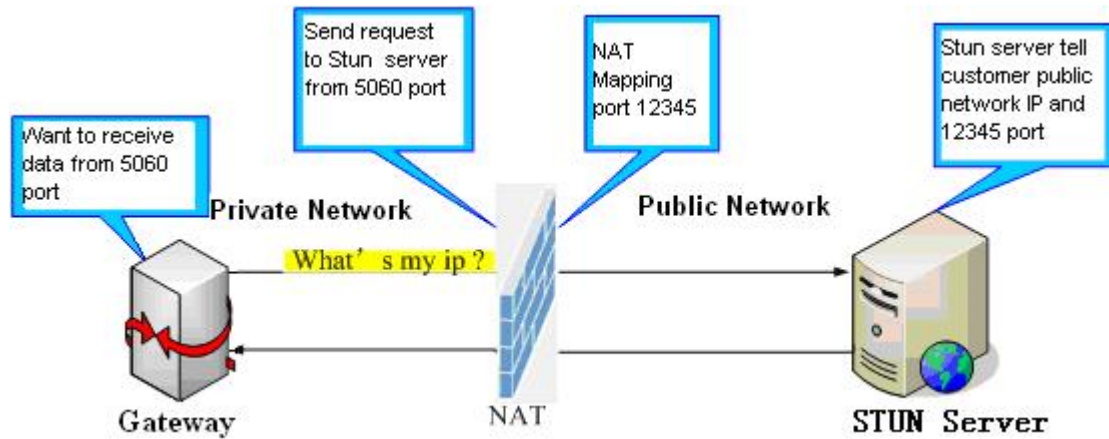 Send request
to Stun server
from 5060 port
NAT
Mapping
port 12345
Stun server tell
customer public
network IP and
12345 port
Want to receive
data from 5060
port
Private Network
Public Network
What's my ip ?
Gateway
NAT
STUN Server